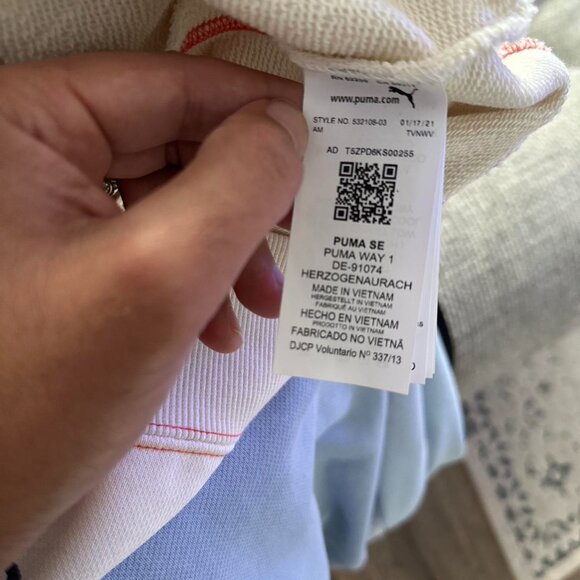 www.puma.com
STYLE NO. 532108-03 01/17/21
AM TVNWV
AD T5ZPD6KS00255
PUMA SE
PUMA WAY 1
DE-91074
HERZOGENAURACH
MADE IN VIETNAM
HERGESTELLT IN VIETNAM
FABRIQUÉ AU VIETNAM
HECHO EN VIETNAM
PRODOTTO IN VIETNAM
FABRICADO NO VIETNÃ
DJCP Voluntario Nº 337/13